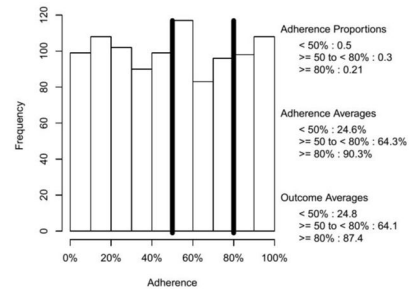 120
100
80
60
40
20
0
Frequency
0%
20%
40%
60%
80%
100%
Adherence
Adherence Proportions
< 50% : 0.5
>= 50 to < 80% : 0.3
>= 80% : 0.21
Adherence Averages
< 50% : 24.6%
>= 50 to < 80% : 64.3%
>= 80% : 90.3%
Outcome Averages
< 50% : 24.8
>= 50 to < 80% : 64.1
>= 80% : 87.4